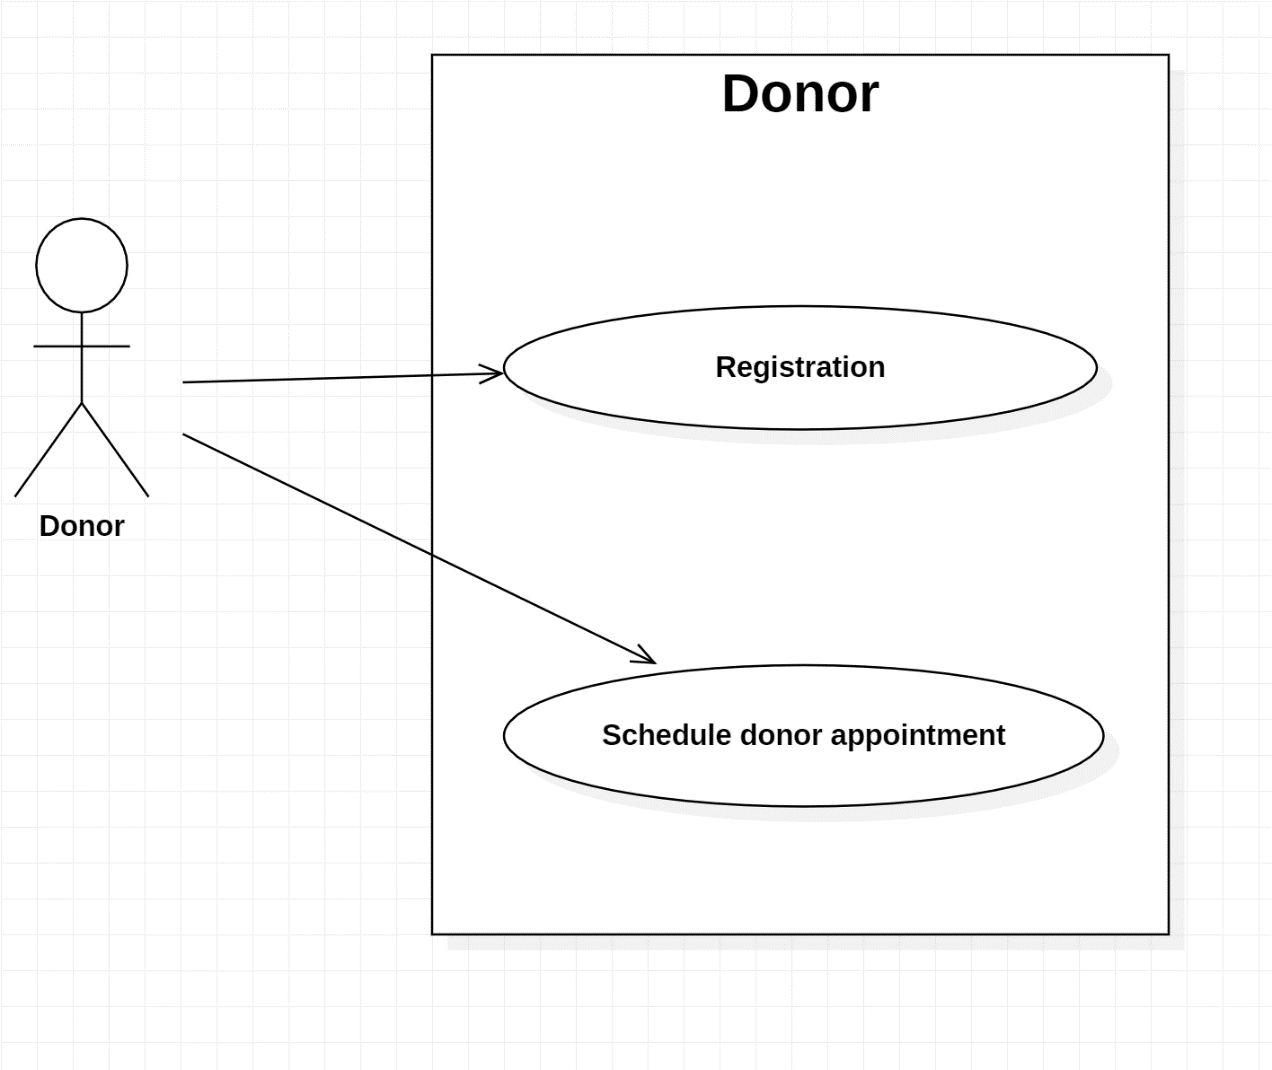 Donor
Registration
Donor
Schedule donor appointment